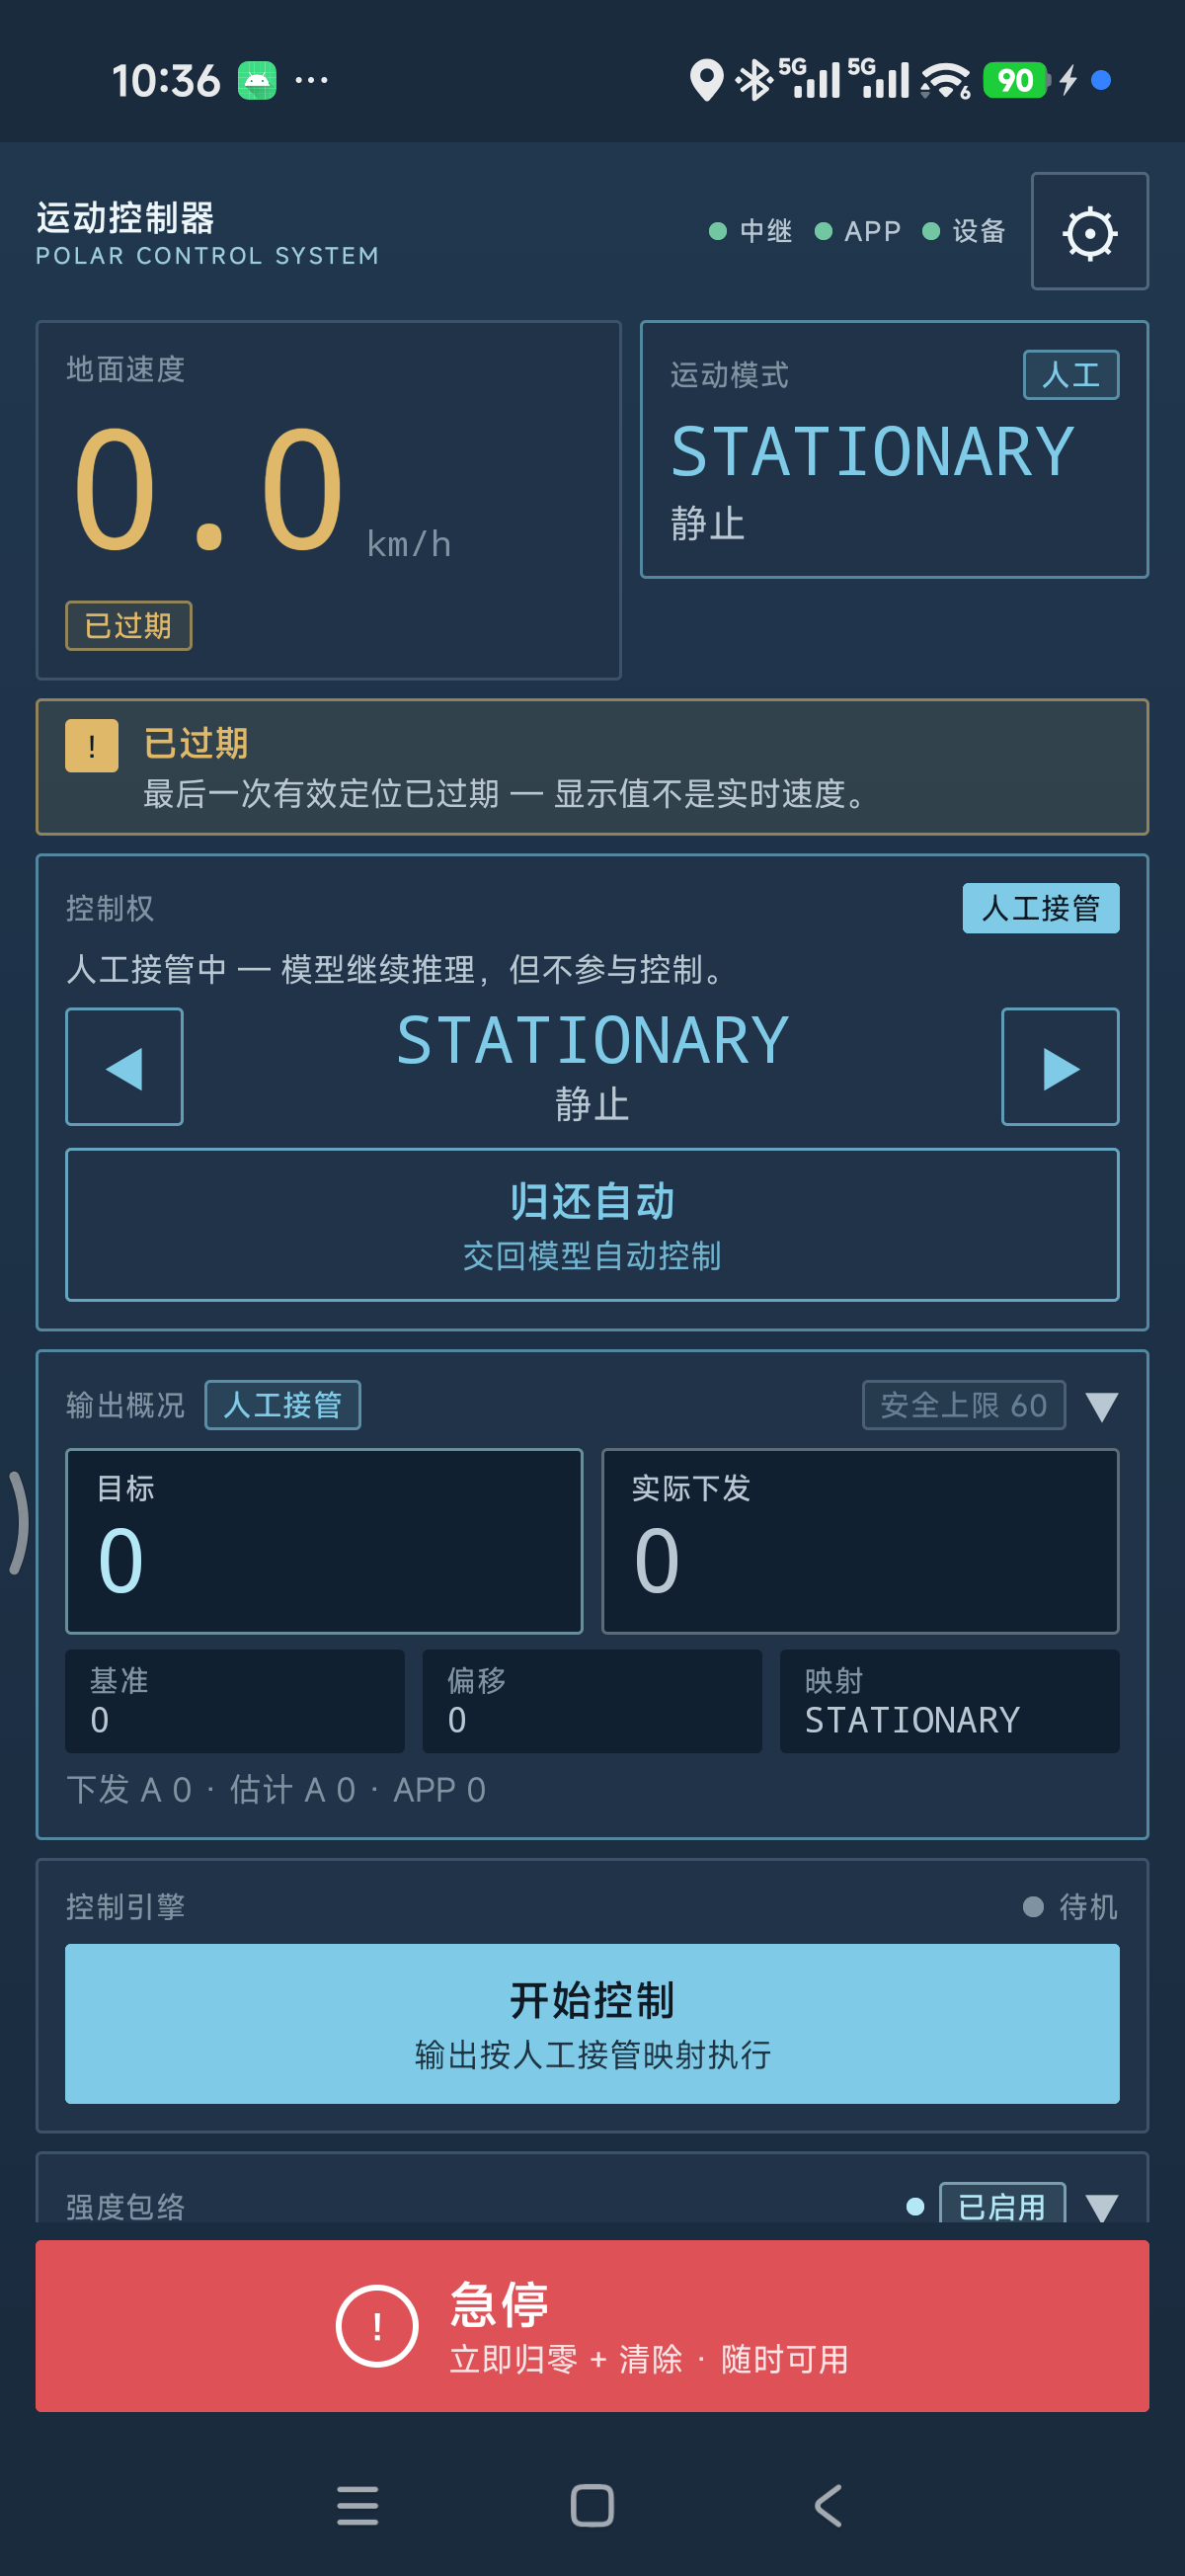 10:36 ··· 5G 5G 6 90
运动控制器
POLAR CONTROL SYSTEM
中继 APP 设备
地面速度
0.0 km/h
已过期
运动模式 人工
STATIONARY
静止
! 已过期
最后一次有效定位已过期 — 显示值不是实时速度。
控制权 人工接管
人工接管中 — 模型继续推理，但不参与控制。
STATIONARY
静止
归还自动
交回模型自动控制
输出概况 人工接管 安全上限 60
目标
0
实际下发
0
基准
0
偏移
0
映射
STATIONARY
下发 A 0 · 估计 A 0 · APP 0
控制引擎 待机
开始控制
输出按人工接管映射执行
强度包络 已启用
! 急停
立即归零 + 清除 · 随时可用